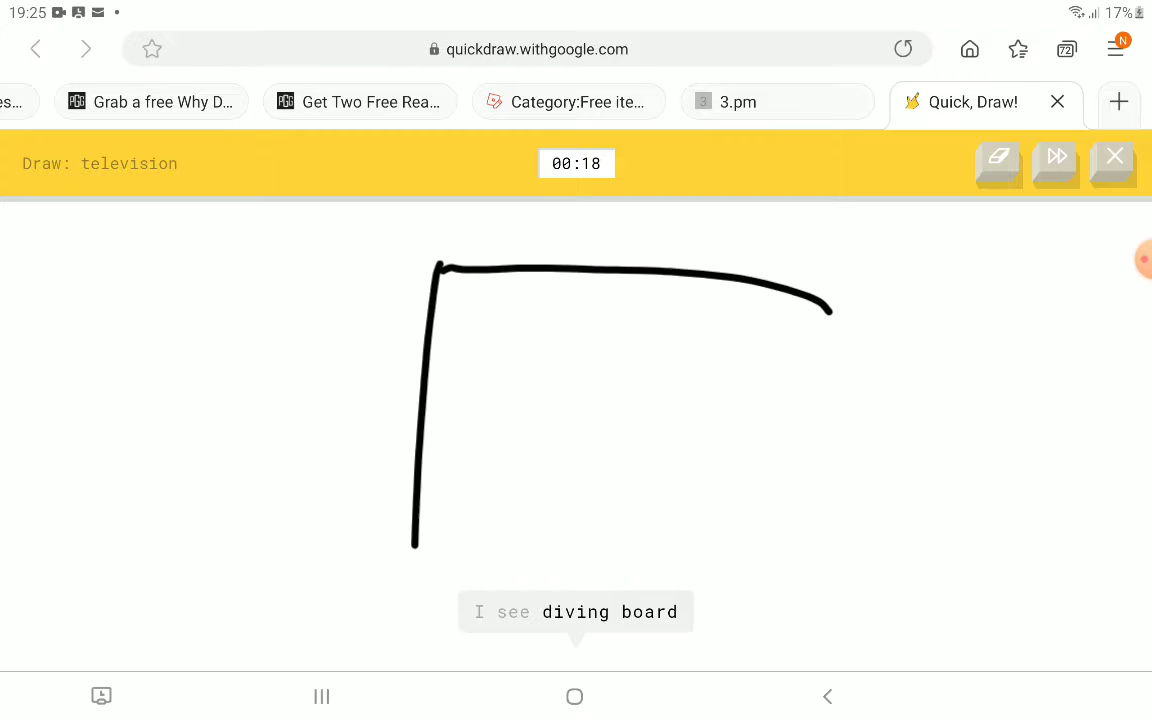 19:25 17%
quickdraw.withgoogle.com 72 N
es... Grab a free Why D... Get Two Free Rea... Category:Free ite... 3 3.pm Quick, Draw!
Draw: television 00:18
I see diving board